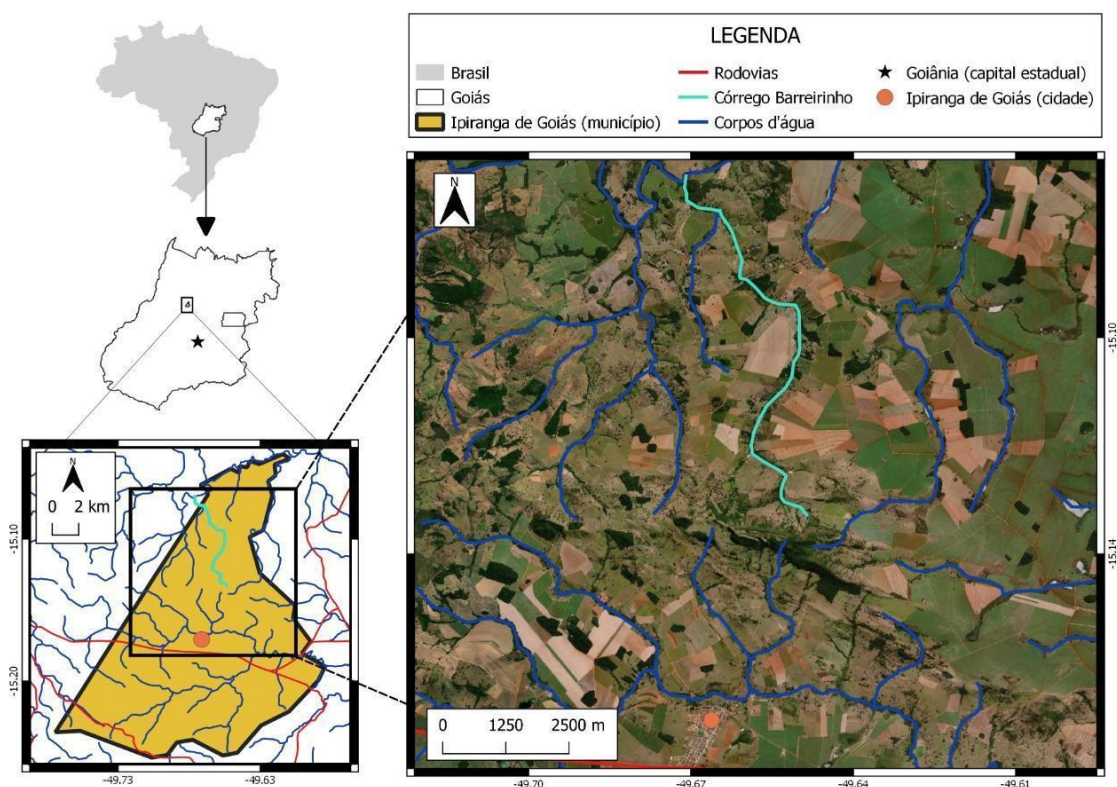 LEGENDA
Brasil
Goiás
Ipiranga de Goiás (município)
Rodovias
Córrego Barreirinho
Corpos d'água
Goiânia (capital estadual)
Ipiranga de Goiás (cidade)
N
-15.10
-15.14
0 1250 2500 m
-49.70 -49.67 -49.64 -49.61
N
0 2 km
-15.10
-15.20
-49.73 -49.63